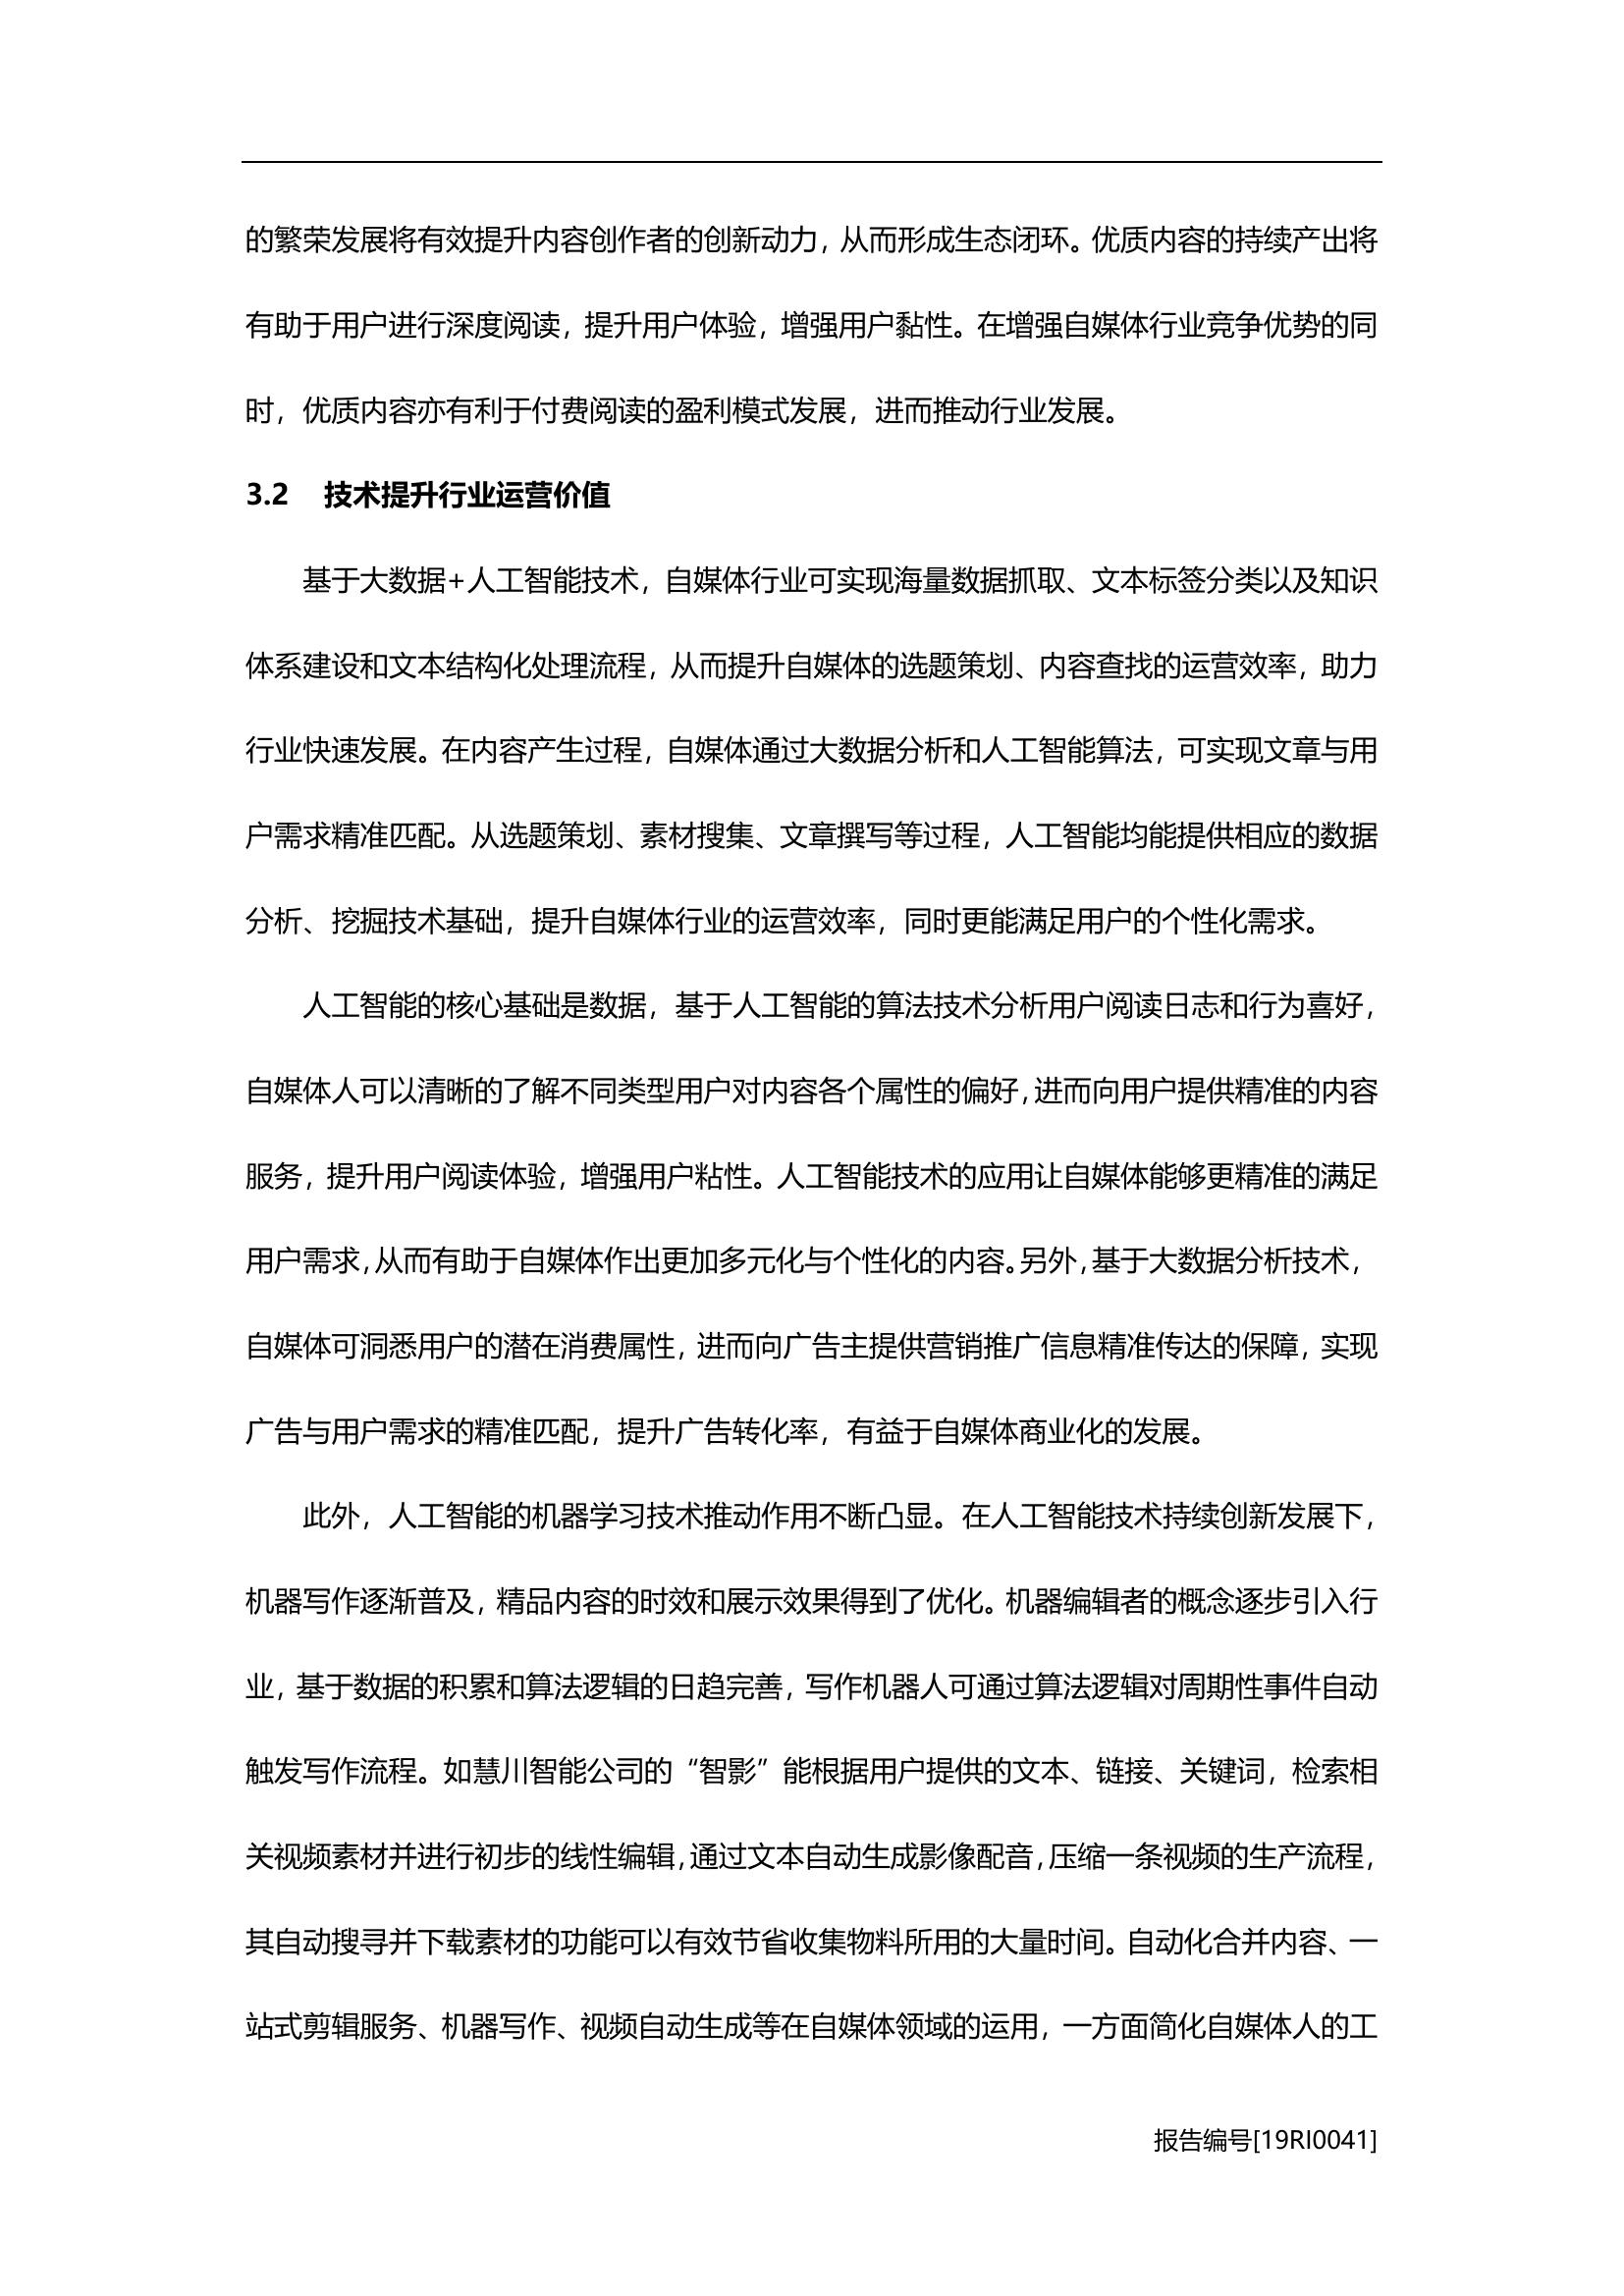 的繁荣发展将有效提升内容创作者的创新动力，从而形成生态闭环。优质内容的持续产出将
有助于用户进行深度阅读，提升用户体验，增强用户黏性。在增强自媒体行业竞争优势的同
时，优质内容亦有利于付费阅读的盈利模式发展，进而推动行业发展。
3.2 技术提升行业运营价值
基于大数据+人工智能技术，自媒体行业可实现海量数据抓取、文本标签分类以及知识
体系建设和文本结构化处理流程，从而提升自媒体的选题策划、内容查找的运营效率，助力
行业快速发展。在内容产生过程，自媒体通过大数据分析和人工智能算法，可实现文章与用
户需求精准匹配。从选题策划、素材搜集、文章撰写等过程，人工智能均能提供相应的数据
分析、挖掘技术基础，提升自媒体行业的运营效率，同时更能满足用户的个性化需求。
人工智能的核心基础是数据，基于人工智能的算法技术分析用户阅读日志和行为喜好，
自媒体人可以清晰的了解不同类型用户对内容各个属性的偏好，进而向用户提供精准的内容
服务，提升用户阅读体验，增强用户粘性。人工智能技术的应用让自媒体能够更精准的满足
用户需求，从而有助于自媒体作出更加多元化与个性化的内容。另外，基于大数据分析技术，
自媒体可洞悉用户的潜在消费属性，进而向广告主提供营销推广信息精准传达的保障，实现
广告与用户需求的精准匹配，提升广告转化率，有益于自媒体商业化的发展。
此外，人工智能的机器学习技术推动作用不断凸显。在人工智能技术持续创新发展下，
机器写作逐渐普及，精品内容的时效和展示效果得到了优化。机器编辑者的概念逐步引入行
业，基于数据的积累和算法逻辑的日趋完善，写作机器人可通过算法逻辑对周期性事件自动
触发写作流程。如慧川智能公司的“智影”能根据用户提供的文本、链接、关键词，检索相
关视频素材并进行初步的线性编辑，通过文本自动生成影像配音，压缩一条视频的生产流程，
其自动搜寻并下载素材的功能可以有效节省收集物料所用的大量时间。自动化合并内容、一
站式剪辑服务、机器写作、视频自动生成等在自媒体领域的运用，一方面简化自媒体人的工
报告编号[19RI0041]